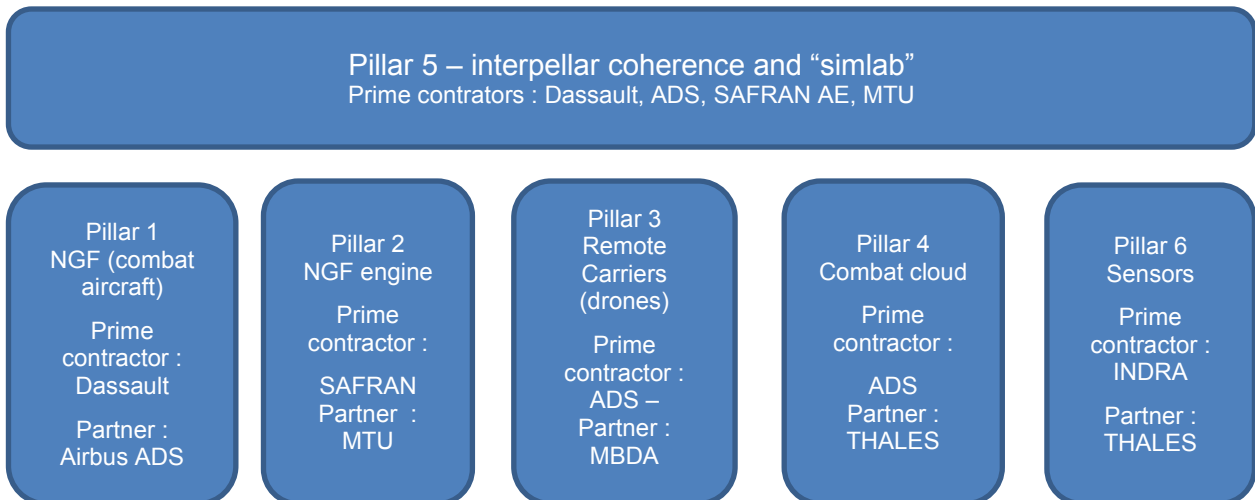 Pillar 5 – interpellar coherence and “simlab”
Prime contrators : Dassault, ADS, SAFRAN AE, MTU
Pillar 1
NGF (combat
aircraft)
Prime
contractor :
Dassault
Partner :
Airbus ADS
Pillar 2
NGF engine
Prime
contractor :
SAFRAN
Partner :
MTU
Pillar 3
Remote
Carriers
(drones)
Prime
contractor :
ADS –
Partner :
MBDA
Pillar 4
Combat cloud
Prime
contractor :
ADS
Partner :
THALES
Pillar 6
Sensors
Prime
contractor :
INDRA
Partner :
THALES